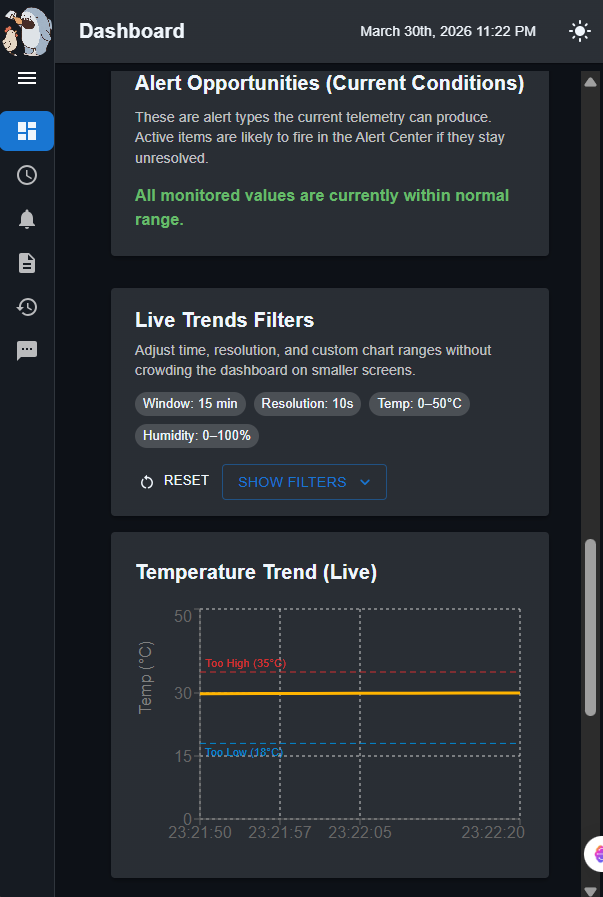 Dashboard
March 30th, 2026 11:22 PM
Alert Opportunities (Current Conditions)
These are alert types the current telemetry can produce.
Active items are likely to fire in the Alert Center if they stay
unresolved.
All monitored values are currently within normal
range.
Live Trends Filters
Adjust time, resolution, and custom chart ranges without
crowding the dashboard on smaller screens.
Window: 15 min
Resolution: 10s
Temp: 0–50°C
Humidity: 0–100%
RESET
SHOW FILTERS
Temperature Trend (Live)
Temp (°C)
50
Too High (35°C)
30
Too Low (18°C)
15
0
23:21:50
23:21:57
23:22:05
23:22:20